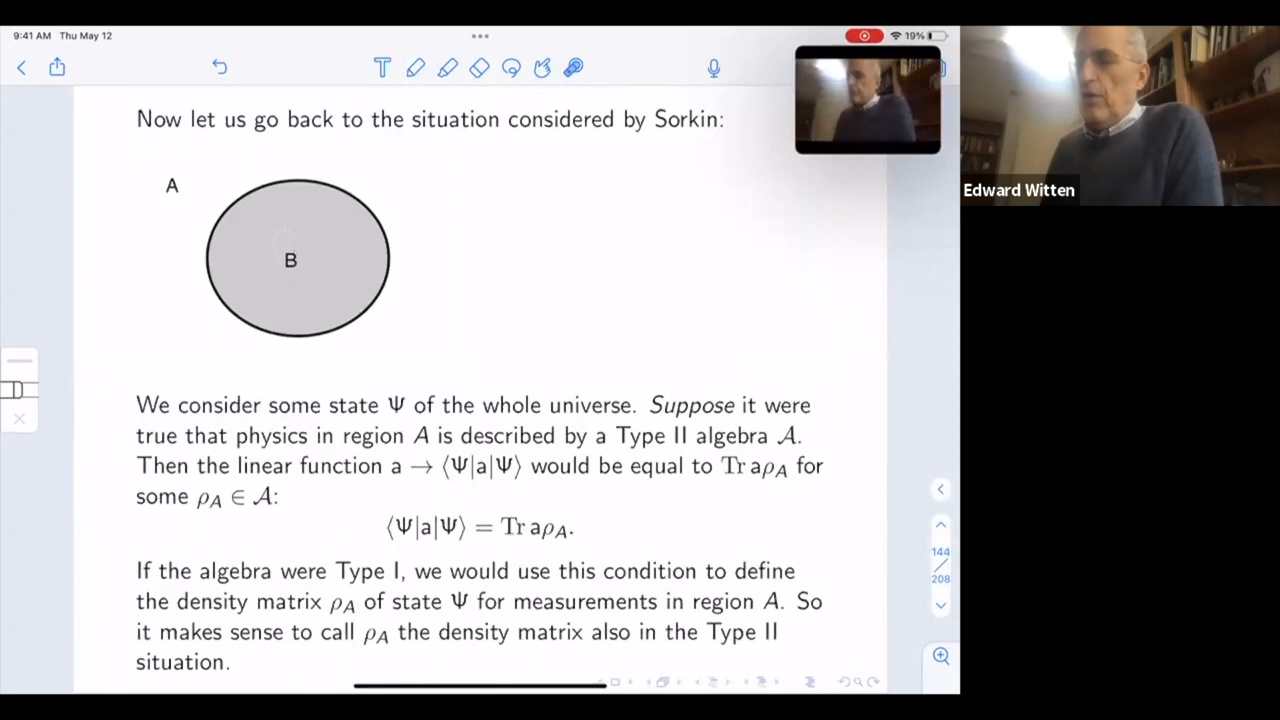 9:41 AM Thu May 12
19%
T
Now let us go back to the situation considered by Sorkin:
A
B
We consider some state Ψ of the whole universe. Suppose it were
true that physics in region A is described by a Type II algebra 𝒜.
Then the linear function a → ⟨Ψ|a|Ψ⟩ would be equal to Tr aρ_A for
some ρ_A ∈ 𝒜:
⟨Ψ|a|Ψ⟩ = Tr aρ_A.
If the algebra were Type I, we would use this condition to define
the density matrix ρ_A of state Ψ for measurements in region A. So
it makes sense to call ρ_A the density matrix also in the Type II
situation.
144
208
Edward Witten